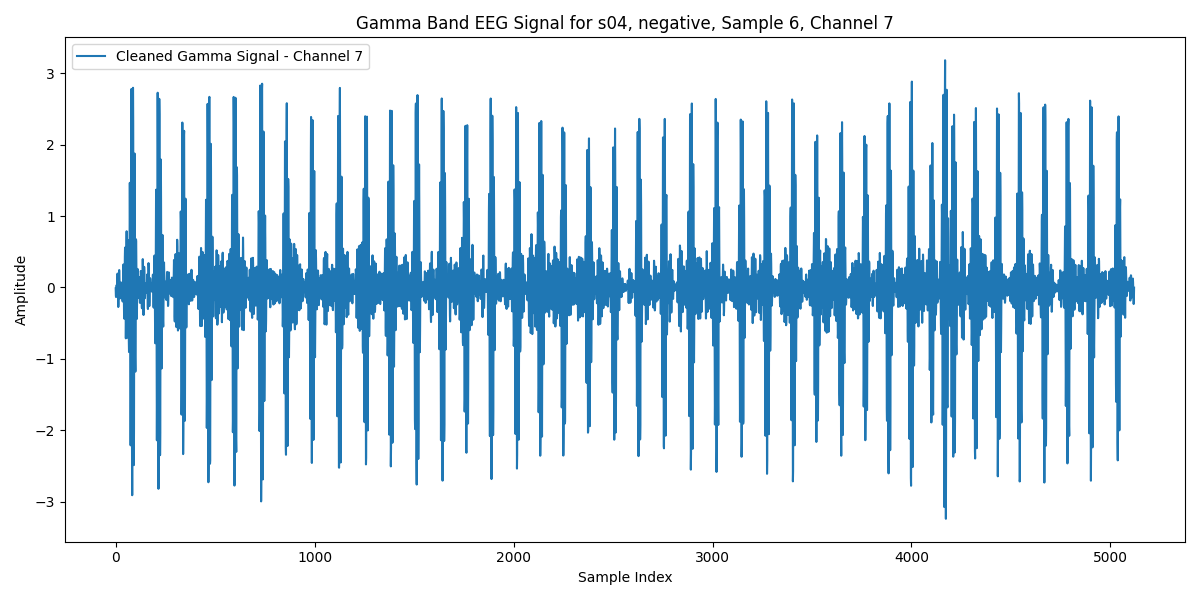 Gamma Band EEG Signal for s04, negative, Sample 6, Channel 7
Cleaned Gamma Signal - Channel 7
Amplitude
3
2
1
0
−1
−2
−3
0 1000 2000 3000 4000 5000
Sample Index